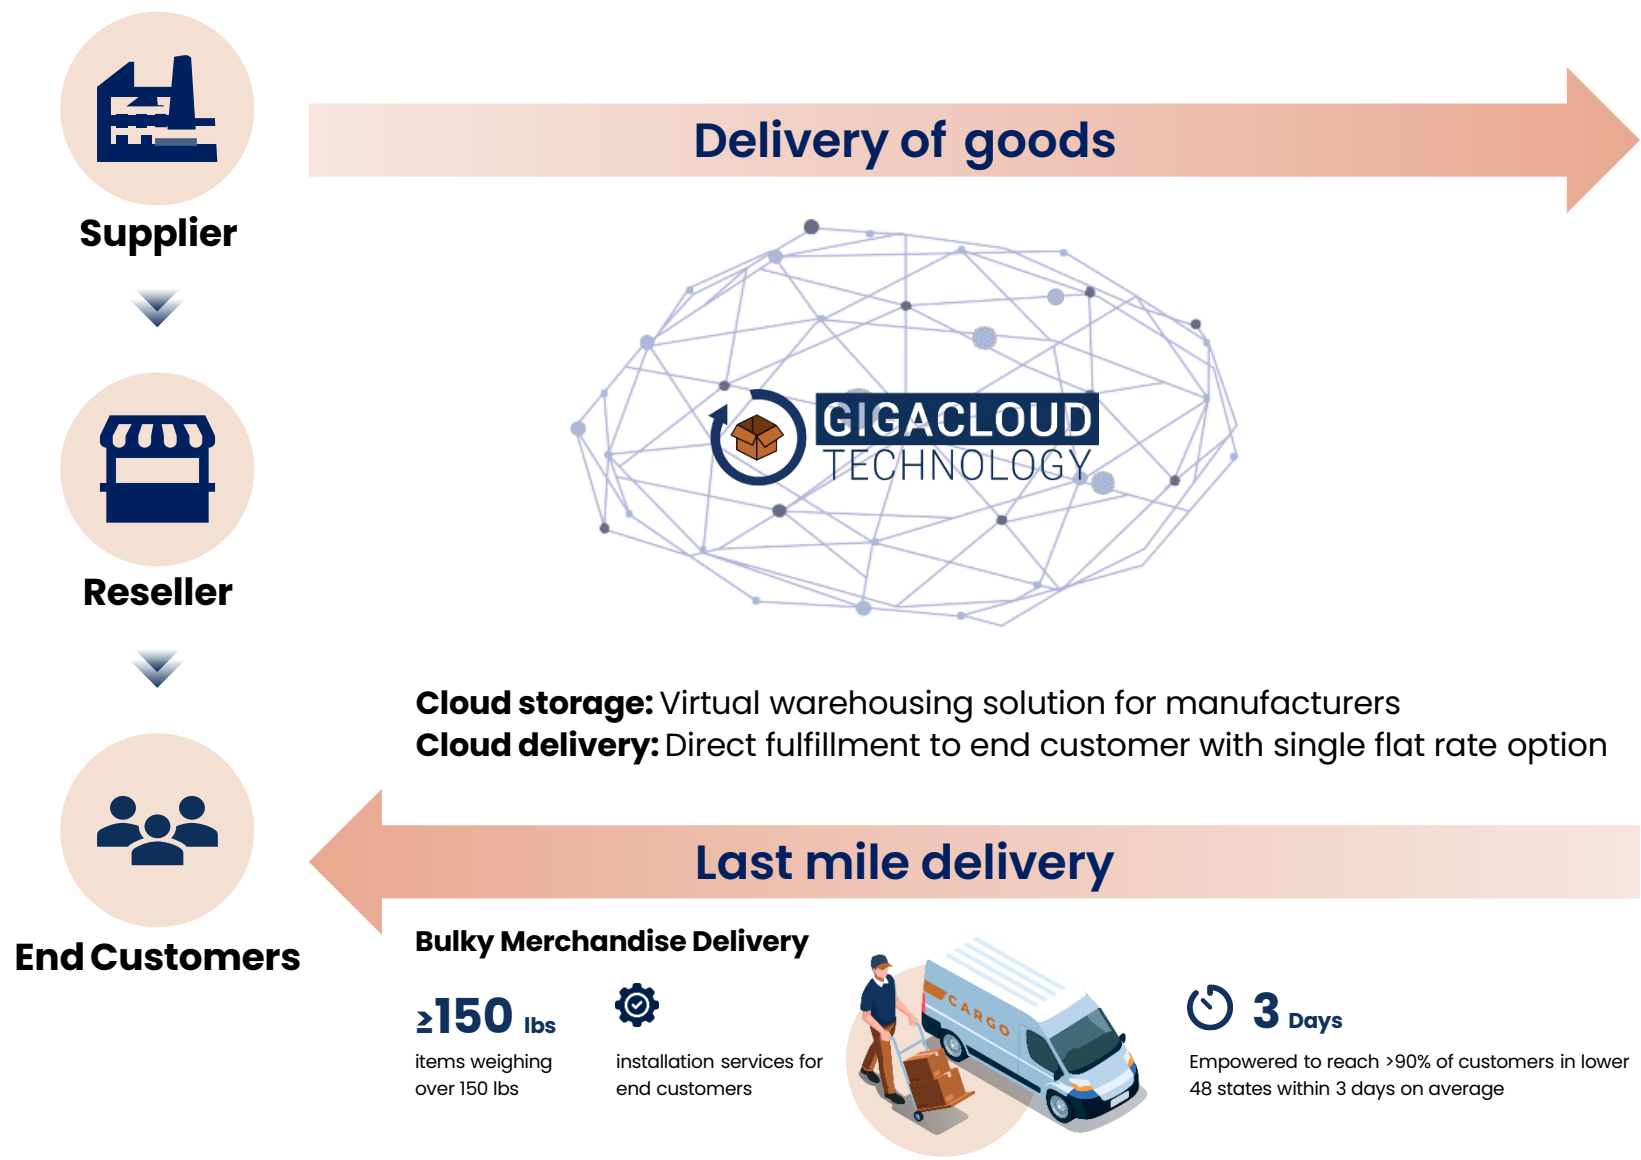 Supplier
Delivery of goods
GIGACLOUD
TECHNOLOGY
Reseller
Cloud storage: Virtual warehousing solution for manufacturers
Cloud delivery: Direct fulfillment to end customer with single flat rate option
End Customers
Last mile delivery
Bulky Merchandise Delivery
≥150 lbs
items weighing
over 150 lbs
installation services for
end customers
CARGO
3 Days
Empowered to reach >90% of customers in lower
48 states within 3 days on average